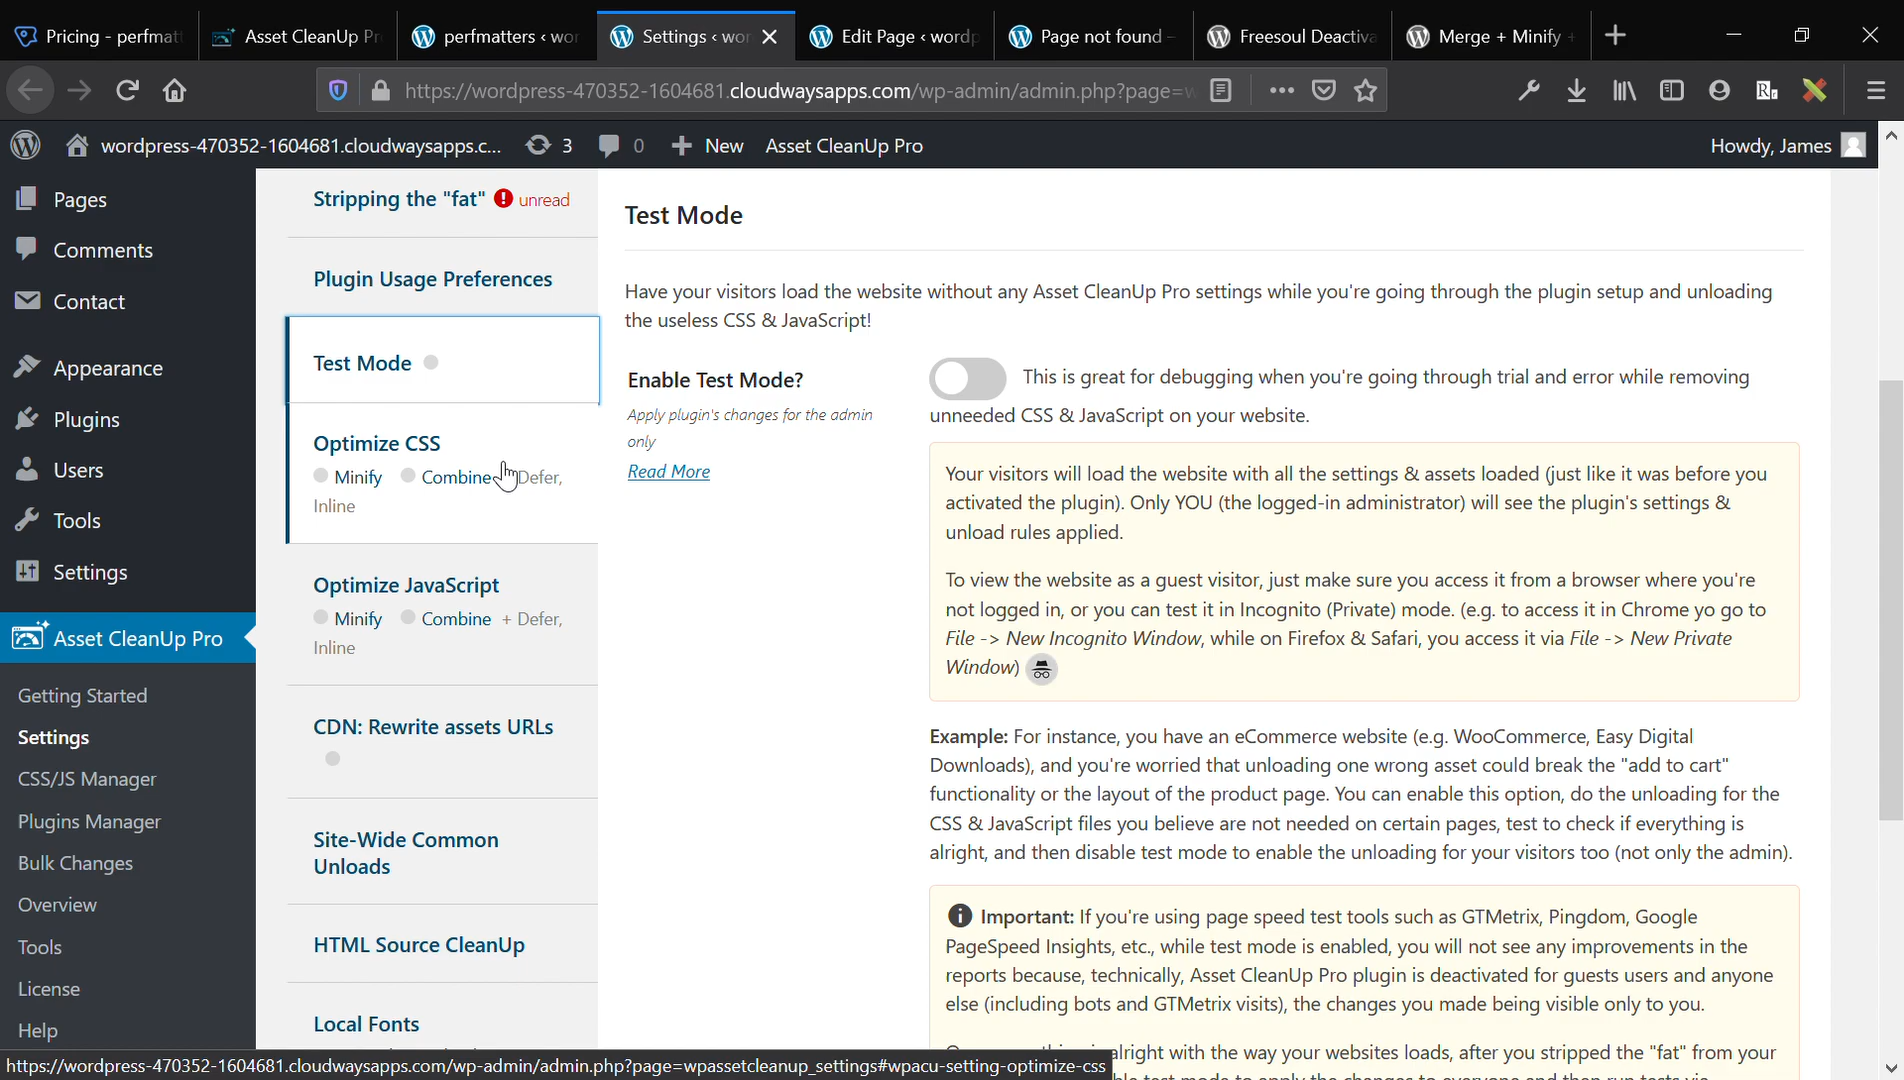 Pricing - perfmatt
Asset CleanUp Pr
perfmatters < wor
Settings < wor
Edit Page < wordp
Page not found -
Freesoul Deactiva
Merge + Minify +
https://wordpress-470352-1604681.cloudwaysapps.com/wp-admin/admin.php?page=w
wordpress-470352-1604681.cloudwaysapps.c... 3 0 + New Asset CleanUp Pro Howdy, James
Pages
Comments
Contact
Appearance
Plugins
Users
Tools
Settings
Asset CleanUp Pro
Getting Started
Settings
CSS/JS Manager
Plugins Manager
Bulk Changes
Overview
Tools
License
Help
Stripping the "fat" ! unread
Plugin Usage Preferences
Test Mode
Optimize CSS
Minify Combine Defer,
Inline
Optimize JavaScript
Minify Combine + Defer,
Inline
CDN: Rewrite assets URLs
Site-Wide Common
Unloads
HTML Source CleanUp
Local Fonts
Test Mode
Have your visitors load the website without any Asset CleanUp Pro settings while you're going through the plugin setup and unloading
the useless CSS & JavaScript!
Enable Test Mode?
Apply plugin's changes for the admin
only
Read More
This is great for debugging when you're going through trial and error while removing
unneeded CSS & JavaScript on your website.
Your visitors will load the website with all the settings & assets loaded (just like it was before you
activated the plugin). Only YOU (the logged-in administrator) will see the plugin's settings &
unload rules applied.
To view the website as a guest visitor, just make sure you access it from a browser where you're
not logged in, or you can test it in Incognito (Private) mode. (e.g. to access it in Chrome yo go to
File -> New Incognito Window, while on Firefox & Safari, you access it via File -> New Private
Window)
Example: For instance, you have an eCommerce website (e.g. WooCommerce, Easy Digital
Downloads), and you're worried that unloading one wrong asset could break the "add to cart"
functionality or the layout of the product page. You can enable this option, do the unloading for the
CSS & JavaScript files you believe are not needed on certain pages, test to check if everything is
alright, and then disable test mode to enable the unloading for your visitors too (not only the admin).
Important: If you're using page speed test tools such as GTMetrix, Pingdom, Google
PageSpeed Insights, etc., while test mode is enabled, you will not see any improvements in the
reports because, technically, Asset CleanUp Pro plugin is deactivated for guests users and anyone
else (including bots and GTMetrix visits), the changes you made being visible only to you.
alright with the way your websites loads, after you stripped the "fat" from your
https://wordpress-470352-1604681.cloudwaysapps.com/wp-admin/admin.php?page=wpassetcleanup_settings#wpacu-setting-optimize-css